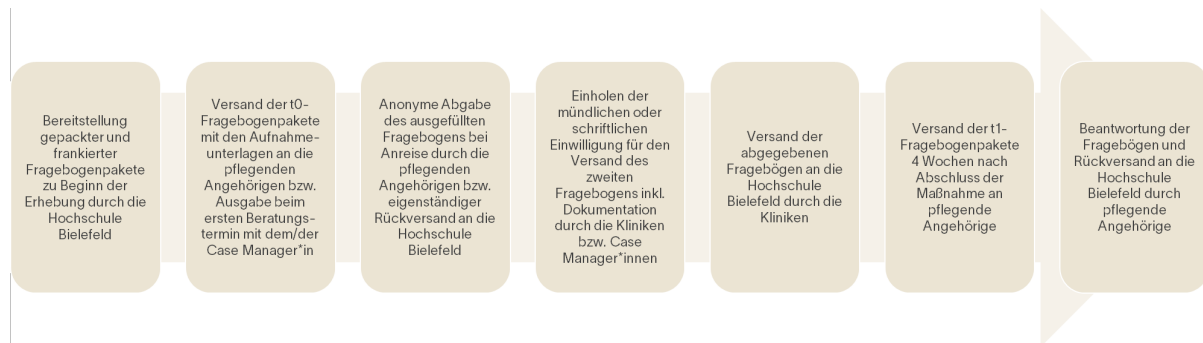 Bereitstellung
gepackter und
frankierter
Fragebogenpakete
zu Beginn der
Erhebung durch die
Hochschule
Bielefeld
Versand der t0-
Fragebogenpakete
mit den Aufnahme-
unterlagen an die
pflegenden
Angehörigen bzw.
Ausgabe beim
ersten Beratungs-
termin mit dem/der
Case Manager*in
Anonyme Abgabe
des ausgefüllten
Fragebogens bei
Anreise durch die
pflegenden
Angehörigen bzw.
eigenständiger
Rückversand an die
Hochschule
Bielefeld
Einholen der
mündlichen oder
schriftlichen
Einwilligung für den
Versand des
zweiten
Fragebogens inkl.
Dokumentation
durch die Kliniken
bzw. Case
Manager*innen
Versand der
abgegebenen
Fragebögen an die
Hochschule
Bielefeld durch die
Kliniken
Versand der t1-
Fragebogenpakete
4 Wochen nach
Abschluss der
Maßnahme an
pflegende
Angehörige
Beantwortung der
Fragebögen und
Rückversand an die
Hochschule
Bielefeld durch
pflegende
Angehörige